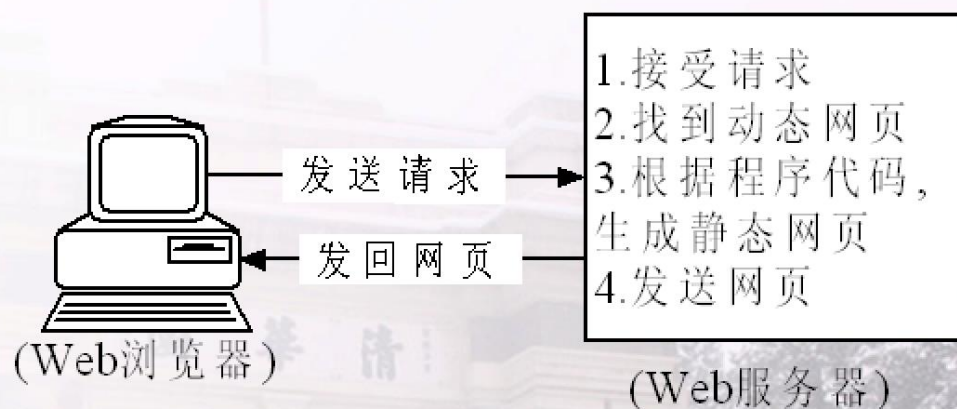 1.接受请求
2.找到动态网页
3.根据程序代码,
生成静态网页
4.发送网页
发送请求
发回网页
(Web浏览器)
(Web服务器)
华清